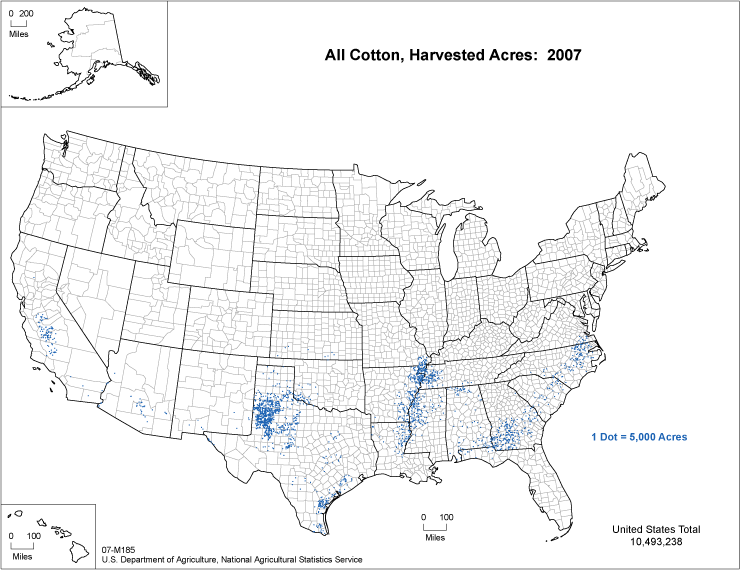 0 200
Miles
All Cotton, Harvested Acres: 2007
1 Dot = 5,000 Acres
0 100
Miles
0 100
Miles
United States Total
10,493,238
07-M185
U.S. Department of Agriculture, National Agricultural Statistics Service